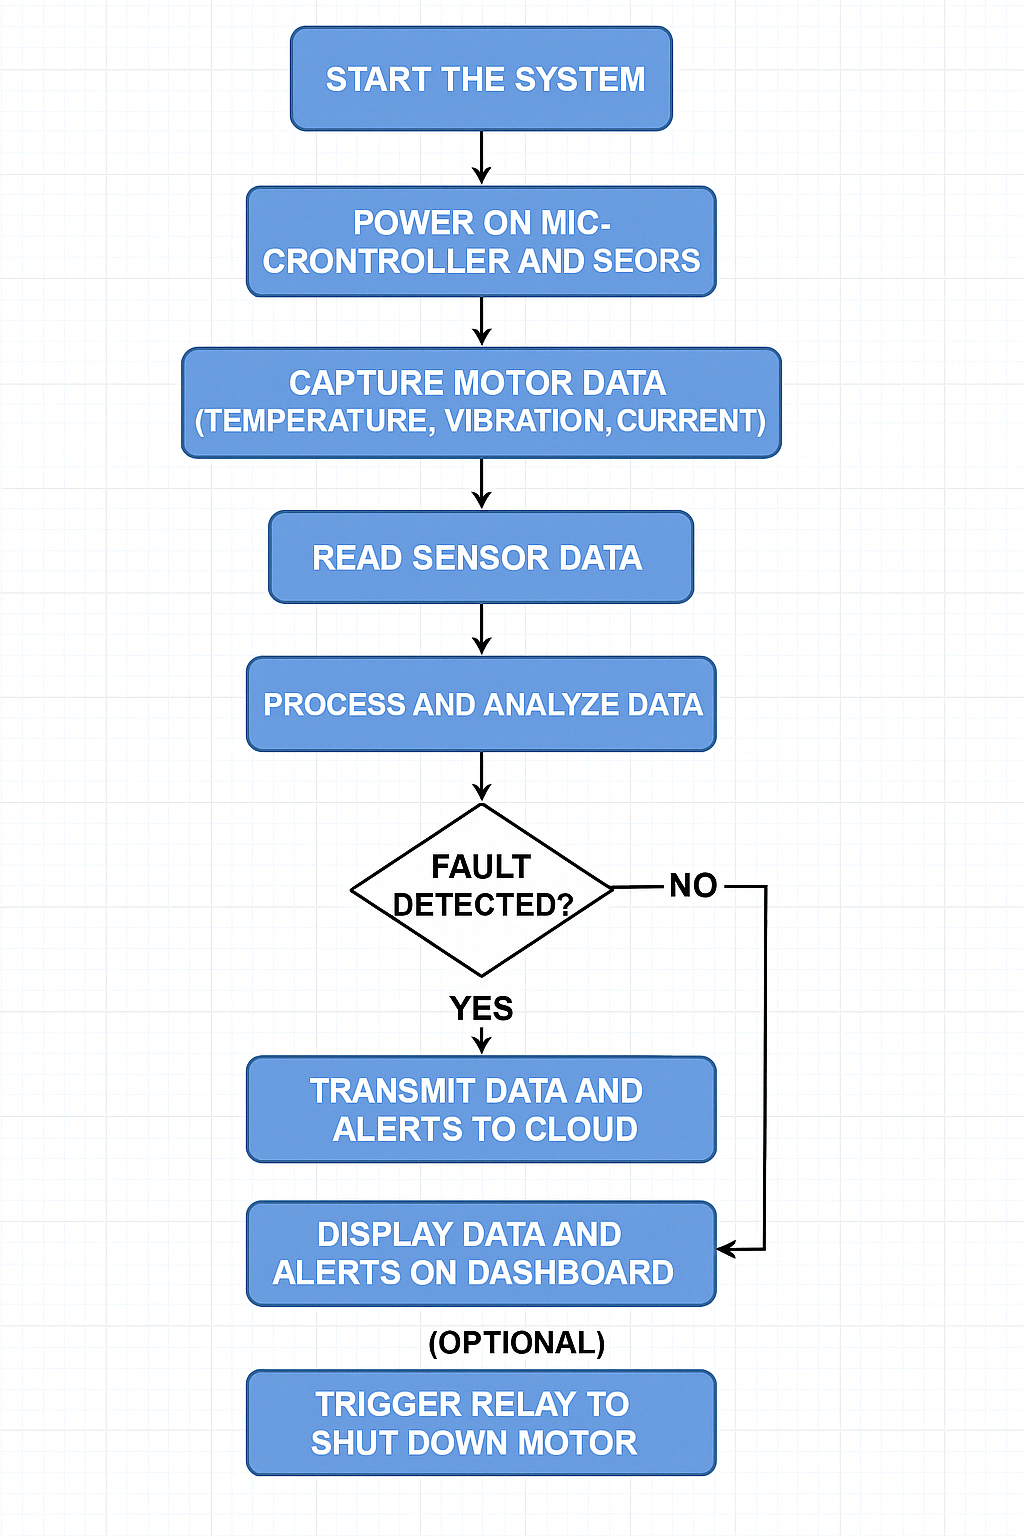 START THE SYSTEM
POWER ON MIC-
CRONTROLLER AND SEORS
CAPTURE MOTOR DATA
(TEMPERATURE, VIBRATION, CURRENT)
READ SENSOR DATA
PROCESS AND ANALYZE DATA
FAULT
DETECTED?
NO
YES
TRANSMIT DATA AND
ALERTS TO CLOUD
DISPLAY DATA AND
ALERTS ON DASHBOARD
(OPTIONAL)
TRIGGER RELAY TO
SHUT DOWN MOTOR